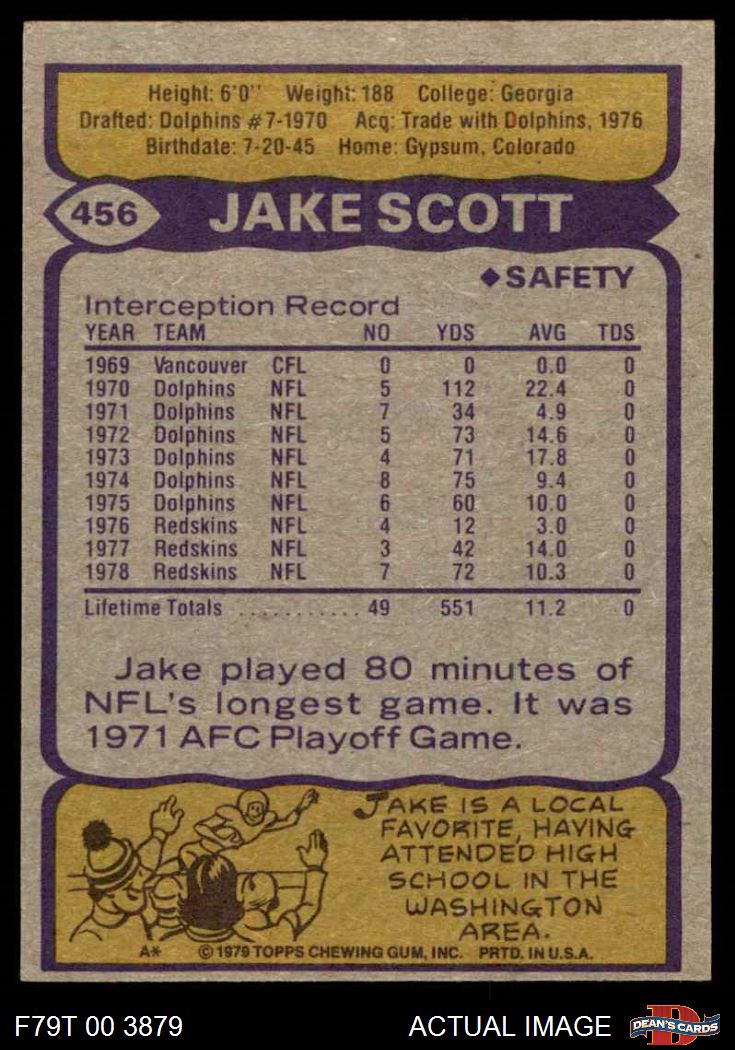 Height: 6'0" Weight: 188 College: Georgia
Drafted: Dolphins #7-1970 Acq: Trade with Dolphins, 1976
Birthdate: 7-20-45 Home: Gypsum, Colorado
456 JAKE SCOTT
◆SAFETY
Interception Record
YEAR TEAM NO YDS AVG TDS
1969 Vancouver CFL 0 0 0.0 0
1970 Dolphins NFL 5 112 22.4 0
1971 Dolphins NFL 7 34 4.9 0
1972 Dolphins NFL 5 73 14.6 0
1973 Dolphins NFL 4 71 17.8 0
1974 Dolphins NFL 8 75 9.4 0
1975 Dolphins NFL 6 60 10.0 0
1976 Redskins NFL 4 12 3.0 0
1977 Redskins NFL 3 42 14.0 0
1978 Redskins NFL 7 72 10.3 0
Lifetime Totals ........... 49 551 11.2 0
Jake played 80 minutes of
NFL's longest game. It was
1971 AFC Playoff Game.
JAKE IS A LOCAL
FAVORITE, HAVING
ATTENDED HIGH
SCHOOL IN THE
WASHINGTON
AREA.
A* © 1979 TOPPS CHEWING GUM, INC. PRTD. IN U.S.A.
F79T 00 3879 ACTUAL IMAGE D DEAN'S CARDS